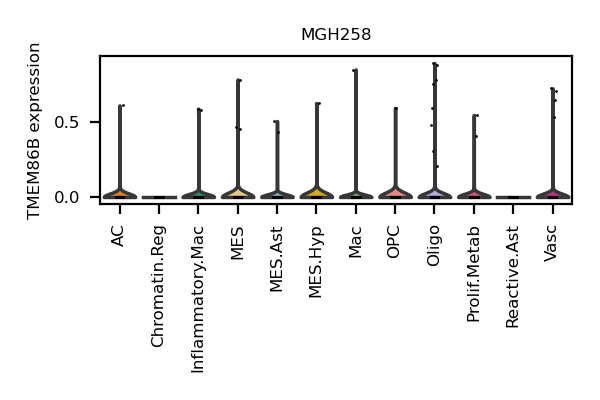 MGH258
TMEM86B expression
0.5
0.0
AC
Chromatin.Reg
Inflammatory.Mac
MES
MES.Ast
MES.Hyp
Mac
OPC
Oligo
Prolif.Metab
Reactive.Ast
Vasc